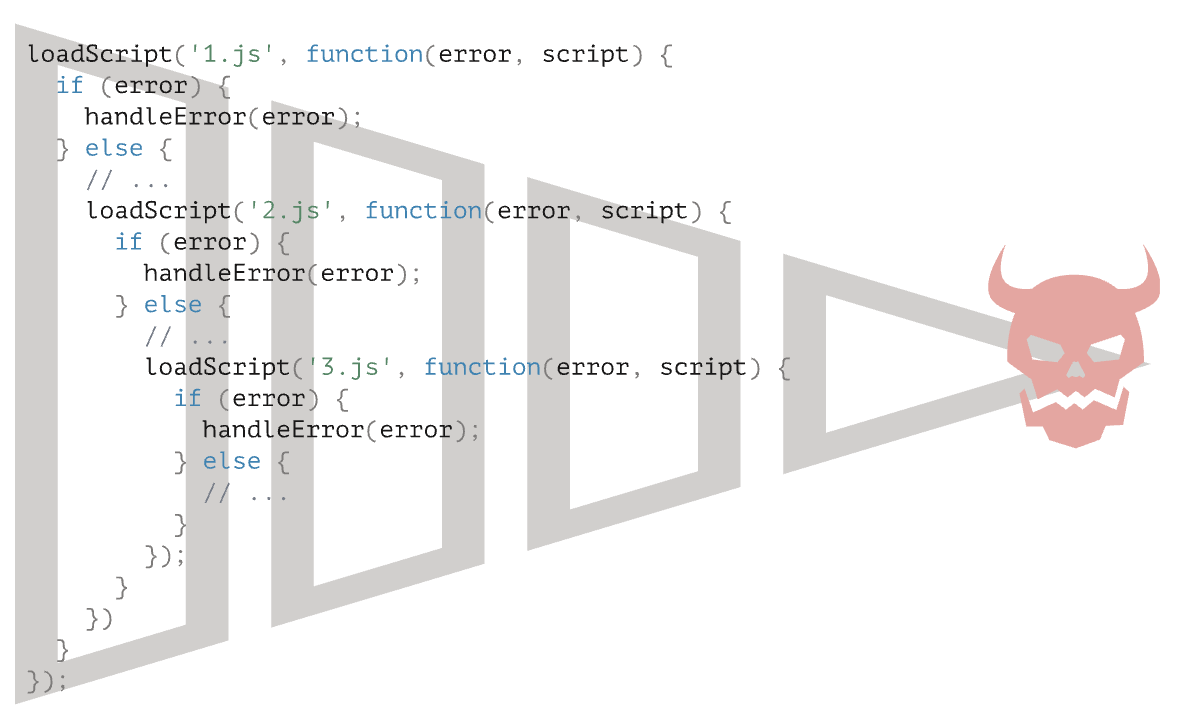 loadScript('1.js', function(error, script) {
  if (error) {
    handleError(error);
  } else {
    // ...
    loadScript('2.js', function(error, script) {
      if (error) {
        handleError(error);
      } else {
        // ...
        loadScript('3.js', function(error, script) {
          if (error) {
            handleError(error);
          } else {
            // ...
          }
        });
      }
    })
  }
});